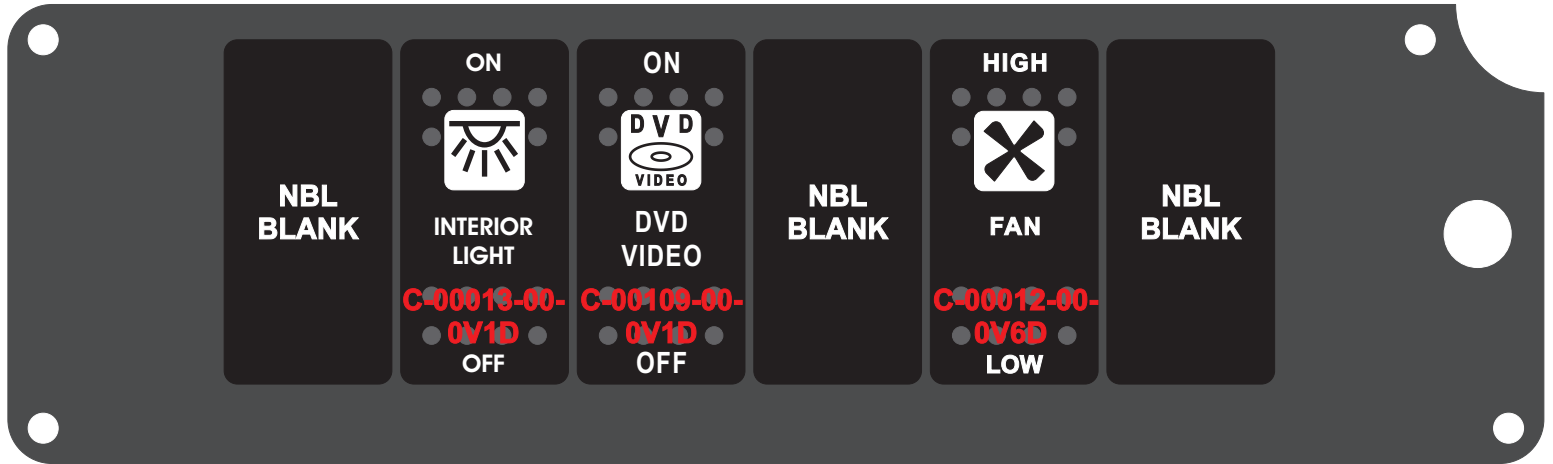 NBL
BLANK
ON
INTERIOR
LIGHT
C-00013-00-
0V1D
OFF
ON
DVD
VIDEO
DVD
VIDEO
C-00109-00-
0V1D
OFF
NBL
BLANK
HIGH
FAN
C-00012-00-
0V6D
LOW
NBL
BLANK